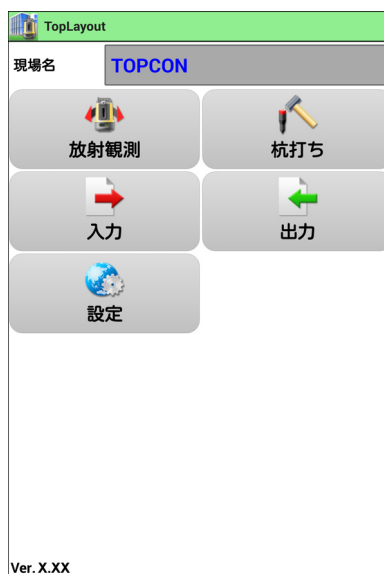 TopLayout
現場名 TOPCON
放射観測 杭打ち
入力 出力
設定
Ver. X.XX